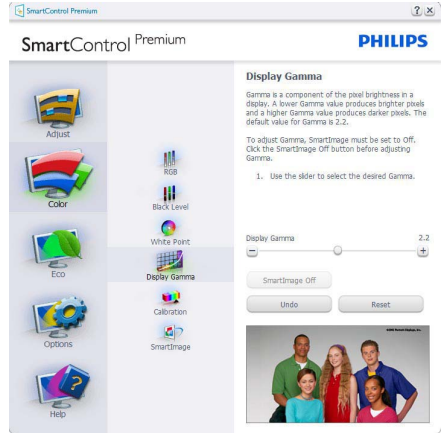 SmartControl Premium
SmartControl Premium
PHILIPS
Adjust
Color
Eco
Options
Help
RGB
Black Level
White Point
Display Gamma
Calibration
SmartImage
Display Gamma
Gamma is a component of the pixel brightness in a
display. A lower Gamma value produces brighter pixels
and a higher Gamma value produces darker pixels. The
default value for Gamma is 2.2.
To adjust Gamma, SmartImage must be set to Off.
Click the SmartImage Off button before adjusting
Gamma.
1. Use the slider to select the desired Gamma.
Display Gamma 2.2
SmartImage Off
Undo Reset